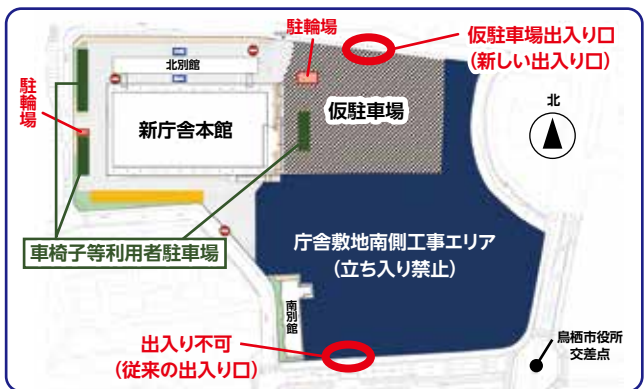 駐輪場
仮駐車場出入り口
(新しい出入り口)
北別館
駐輪場
新庁舎本館
仮駐車場
北
車椅子等利用者駐車場
庁舎敷地南側工事エリア
(立ち入り禁止)
南別館
出入り不可
(従来の出入り口)
鳥栖市役所
交差点